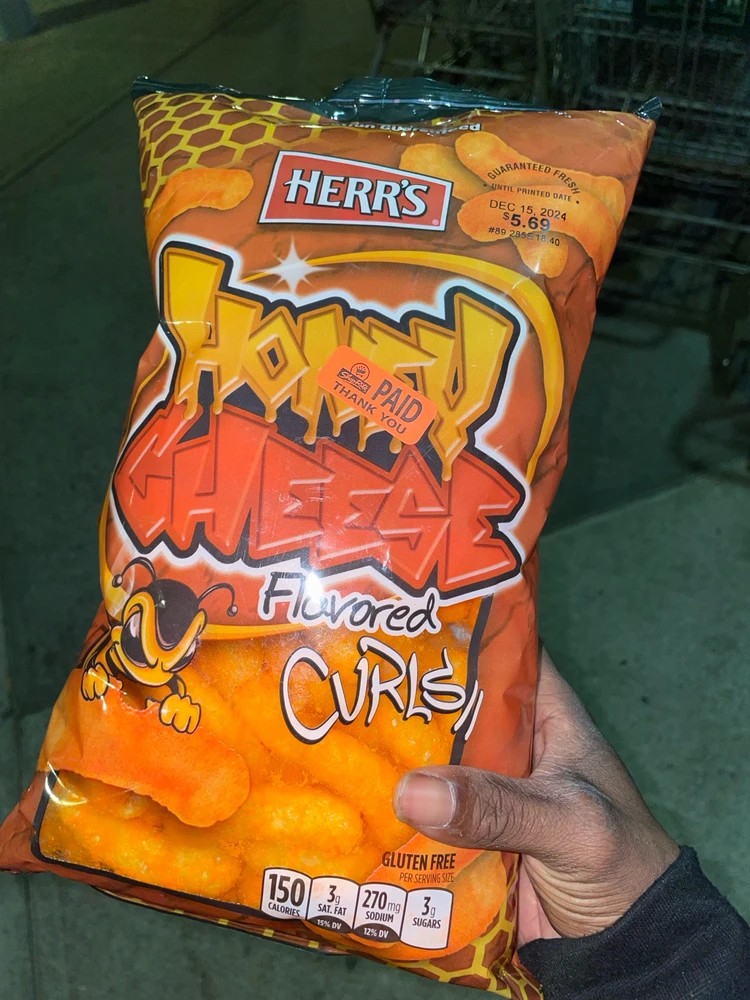 HERR'S
GUARANTEED FRESH
UNTIL PRINTED DATE
DEC 15, 2024
$5.69
HONEY
PAID
THANK YOU
CHEESE
Flavored
CURLS
GLUTEN FREE
PER SERVING SIZE
150
CALORIES
3g
SAT. FAT
15% DV
270mg
SODIUM
12% DV
3g
SUGARS